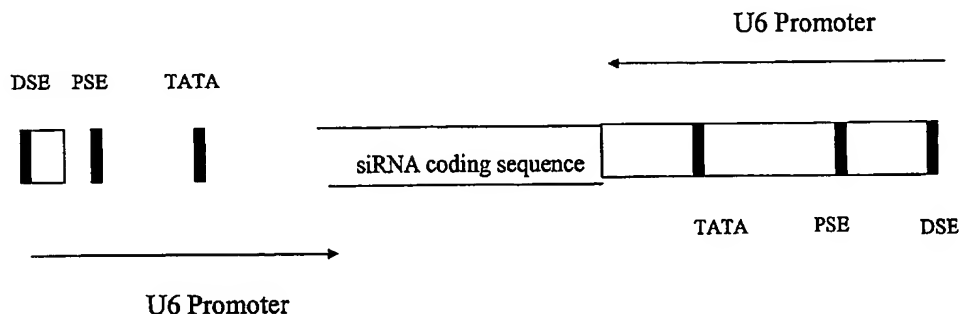 U6 Promoter
DSE PSE TATA
siRNA coding sequence
TATA PSE DSE
U6 Promoter